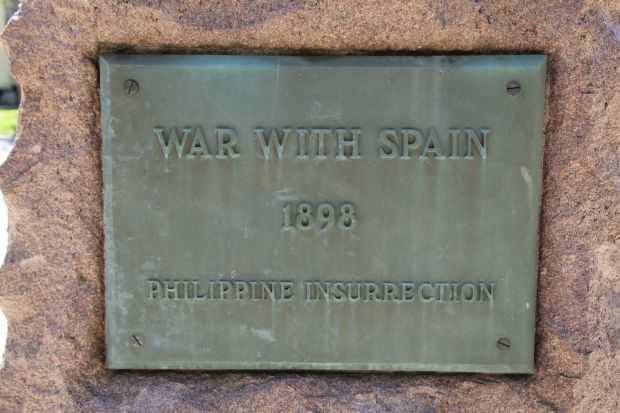 WAR WITH SPAIN
1898
PHILIPPINE INSURRECTION